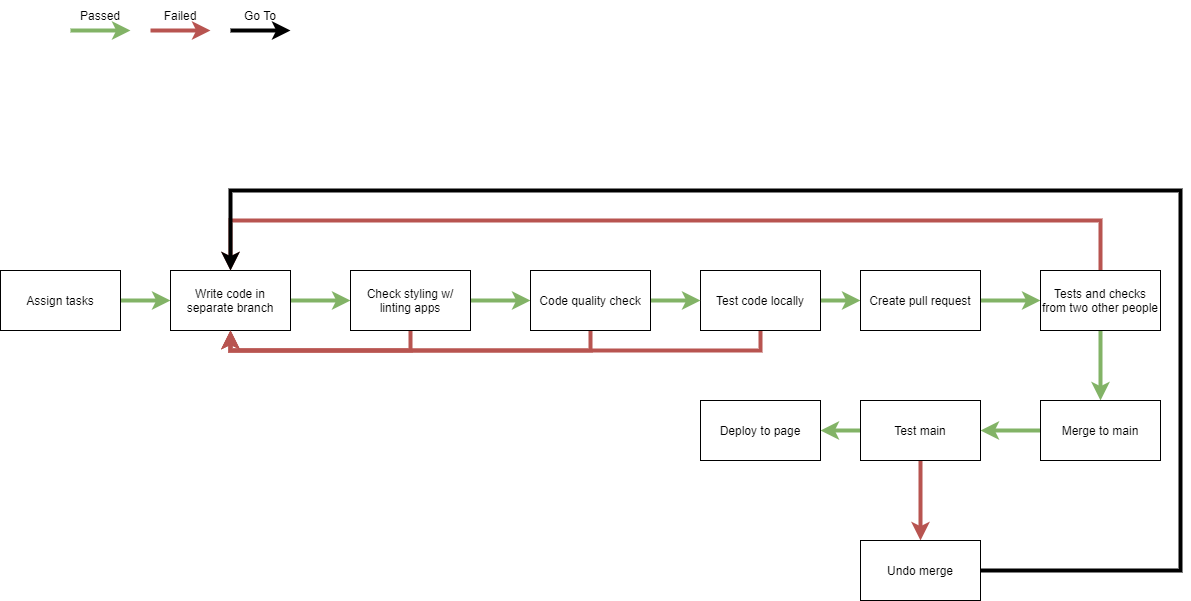 Passed
Failed
Go To
Assign tasks
Write code in
separate branch
Check styling w/
linting apps
Code quality check
Test code locally
Create pull request
Tests and checks
from two other people
Deploy to page
Test main
Merge to main
Undo merge